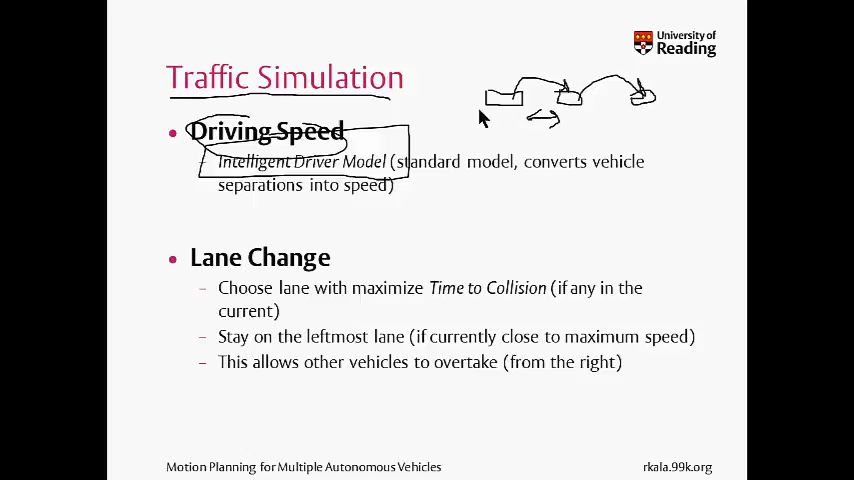 University of
Reading
Traffic Simulation
• Driving Speed
– Intelligent Driver Model (standard model, converts vehicle
separations into speed)
• Lane Change
– Choose lane with maximize Time to Collision (if any in the
current)
– Stay on the leftmost lane (if currently close to maximum speed)
– This allows other vehicles to overtake (from the right)
Motion Planning for Multiple Autonomous Vehicles
rkala.99k.org